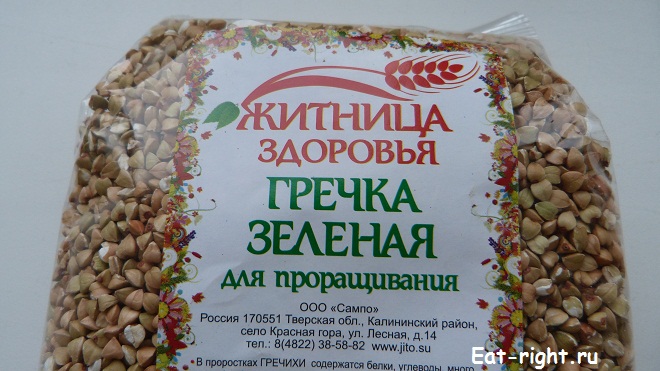 ЖИТНИЦА
ЗДОРОВЬЯ
ГРЕЧКА
ЗЕЛЕНАЯ
для проращивания
ООО «Сампо»
Россия 170551 Тверская обл., Калининский район,
село Красная гора, ул. Лесная, д.14
тел.: 8(4822) 38-58-82 www.jito.su
•В проростках ГРЕЧИХИ содержатся белки, углеводы, много
Eat-right.ru